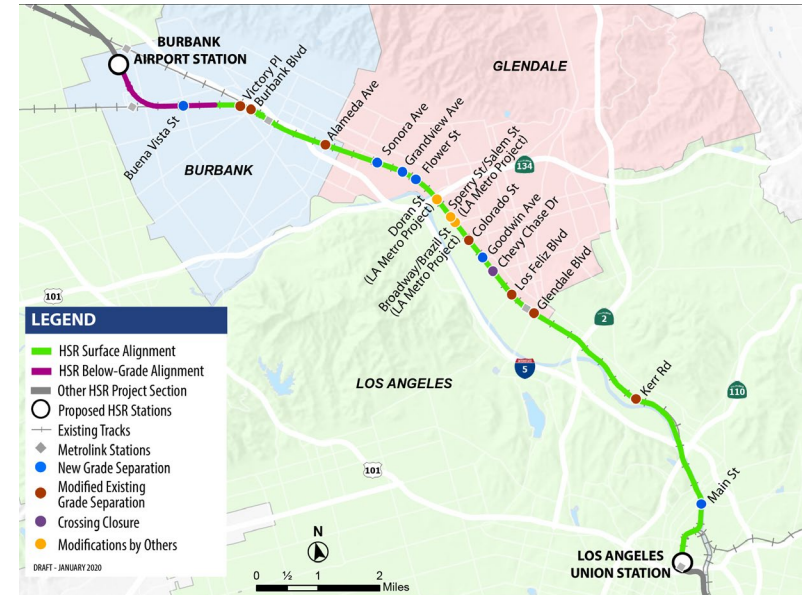 BURBANK
AIRPORT STATION
Victory Pl
Burbank Blvd
GLENDALE
Alameda Ave
Sonora Ave
Grandview Ave
Flower St
Buena Vista St
BURBANK
Sperry St/Salem St
(LA Metro Project)
134
Doran St
(LA Metro Project)
Colorado St
Goodwin Ave
Chevy Chase Dr
Broadway/Brazil St
(LA Metro Project)
Los Feliz Blvd
Glendale Blvd
101
2
5
LOS ANGELES
Kerr Rd
110
101
Main St
LOS ANGELES
UNION STATION
LEGEND
HSR Surface Alignment
HSR Below-Grade Alignment
Other HSR Project Section
Proposed HSR Stations
Existing Tracks
Metrolink Stations
New Grade Separation
Modified Existing
Grade Separation
Crossing Closure
Modifications by Others
DRAFT - JANUARY 2020
N
0 ½ 1 2
Miles